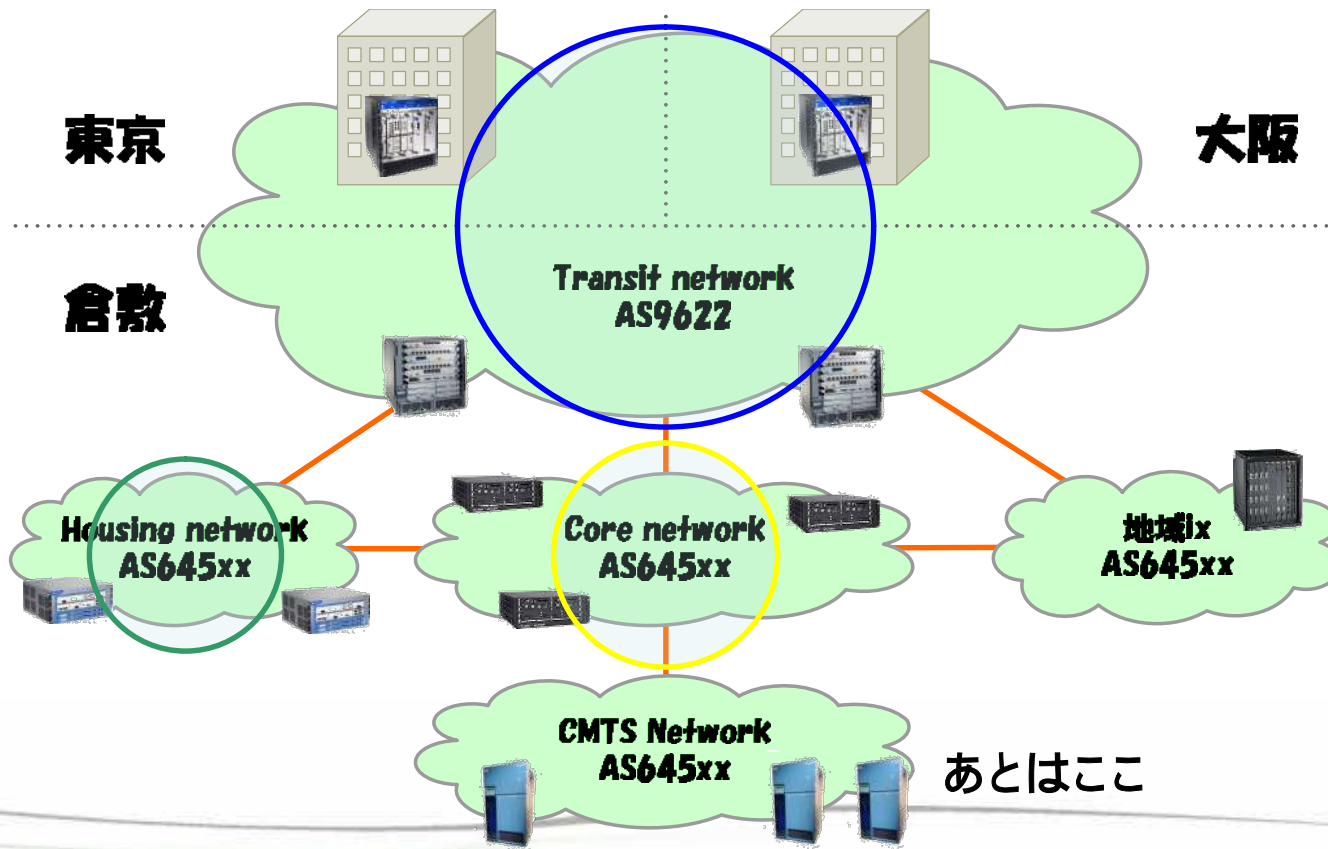 東京
大阪
倉敷
Transit network
AS9622
Housing network
AS645xx
Core network
AS645xx
地域ix
AS645xx
CMTS Network
AS645xx
あとはここ